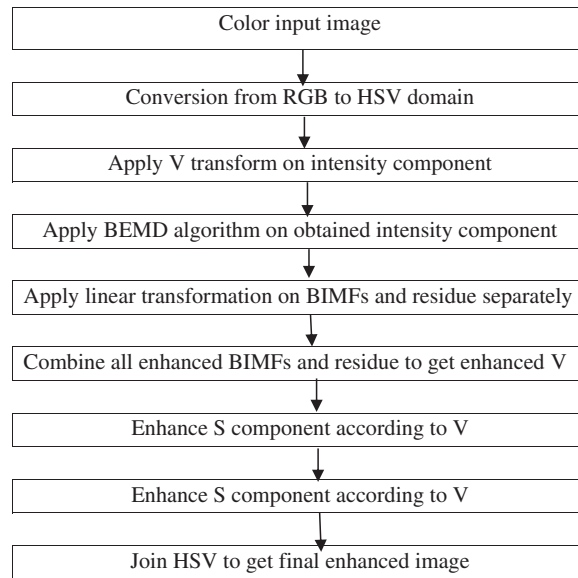 Color input image
Conversion from RGB to HSV domain
Apply V transform on intensity component
Apply BEMD algorithm on obtained intensity component
Apply linear transformation on BIMFs and residue separately
Combine all enhanced BIMFs and residue to get enhanced V
Enhance S component according to V
Enhance S component according to V
Join HSV to get final enhanced image